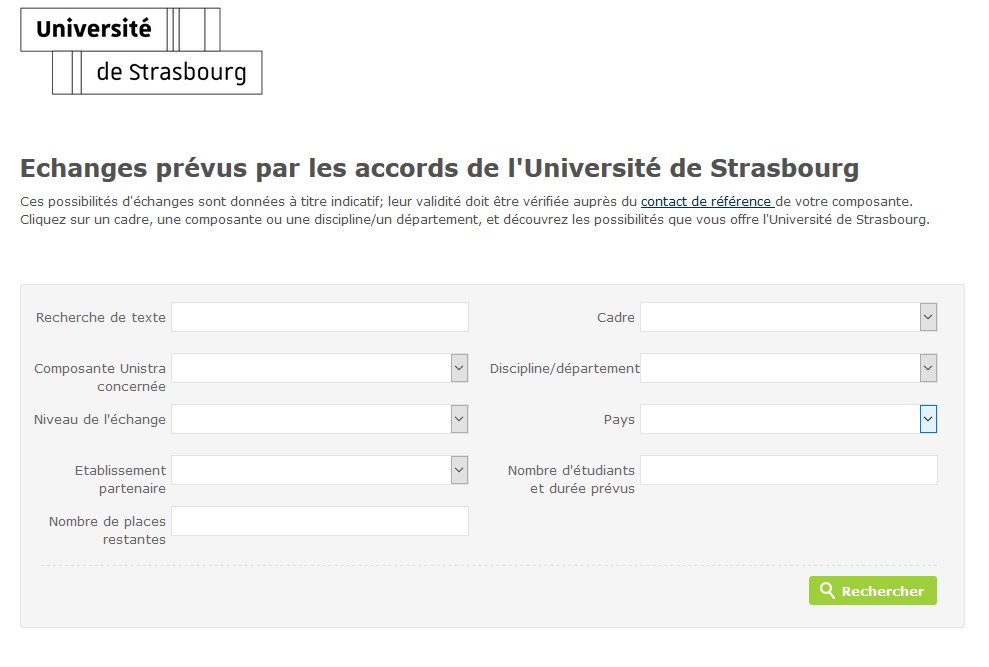 Université
de Strasbourg
Echanges prévus par les accords de l'Université de Strasbourg
Ces possibilités d'échanges sont données à titre indicatif; leur validité doit être vérifiée auprès du contact de référence de votre composante.
Cliquez sur un cadre, une composante ou une discipline/un département, et découvrez les possibilités que vous offre l'Université de Strasbourg.
Recherche de texte
Cadre
Composante Unistra
concernée
Discipline/département
Niveau de l'échange
Pays
Etablissement
partenaire
Nombre d'étudiants
et durée prévus
Nombre de places
restantes
Rechercher